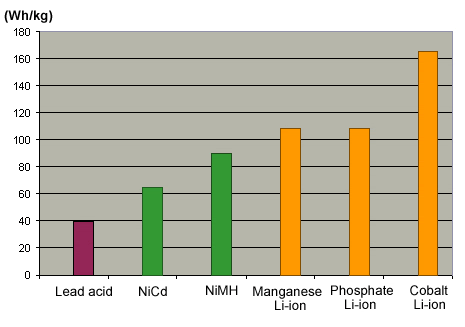 (Wh/kg)
180
160
140
120
100
80
60
40
20
0
Lead acid
NiCd
NiMH
Manganese
Li-ion
Phosphate
Li-ion
Cobalt
Li-ion